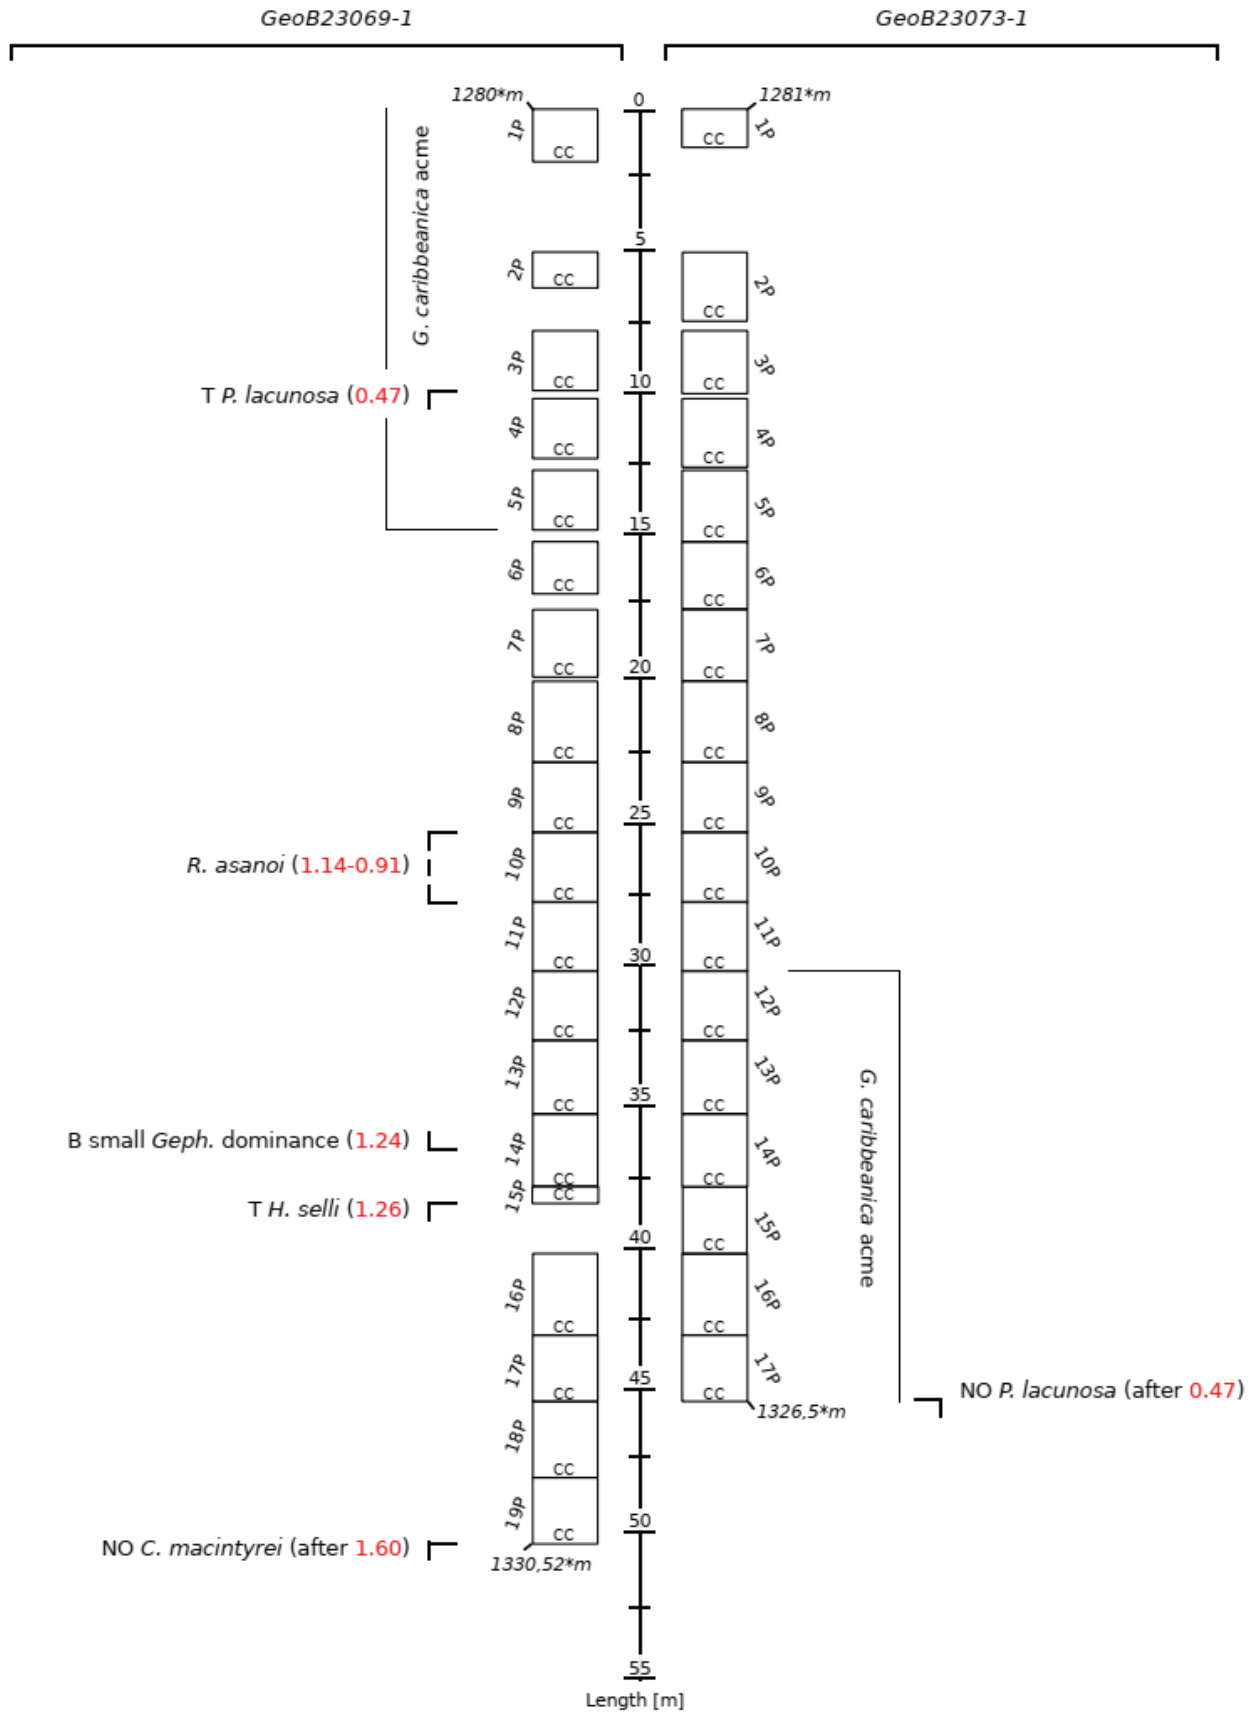 GeoB23069-1
GeoB23073-1
1280*m
0
1281*m
1P
CC
CC
1P
G. caribbeanica acme
5
2P
CC
CC
2P
3P
CC
CC
3P
10
T P. lacunosa (0.47)
4P
CC
CC
4P
5P
CC
CC
5P
15
6P
CC
CC
6P
7P
CC
CC
7P
20
8P
CC
CC
8P
9P
CC
CC
9P
25
R. asanoi (1.14-0.91)
10P
CC
CC
10P
11P
CC
CC
11P
30
12P
CC
CC
12P
13P
CC
CC
13P
35
G. caribbeanica acme
B small Geph. dominance (1.24)
14P
CC
CC
14P
T H. selli (1.26)
15P
CC
CC
15P
40
16P
CC
CC
16P
17P
CC
CC
17P
45
NO P. lacunosa (after 0.47)
1326,5*m
18P
CC
19P
CC
50
NO C. macintyrei (after 1.60)
1330,52*m
55
Length [m]